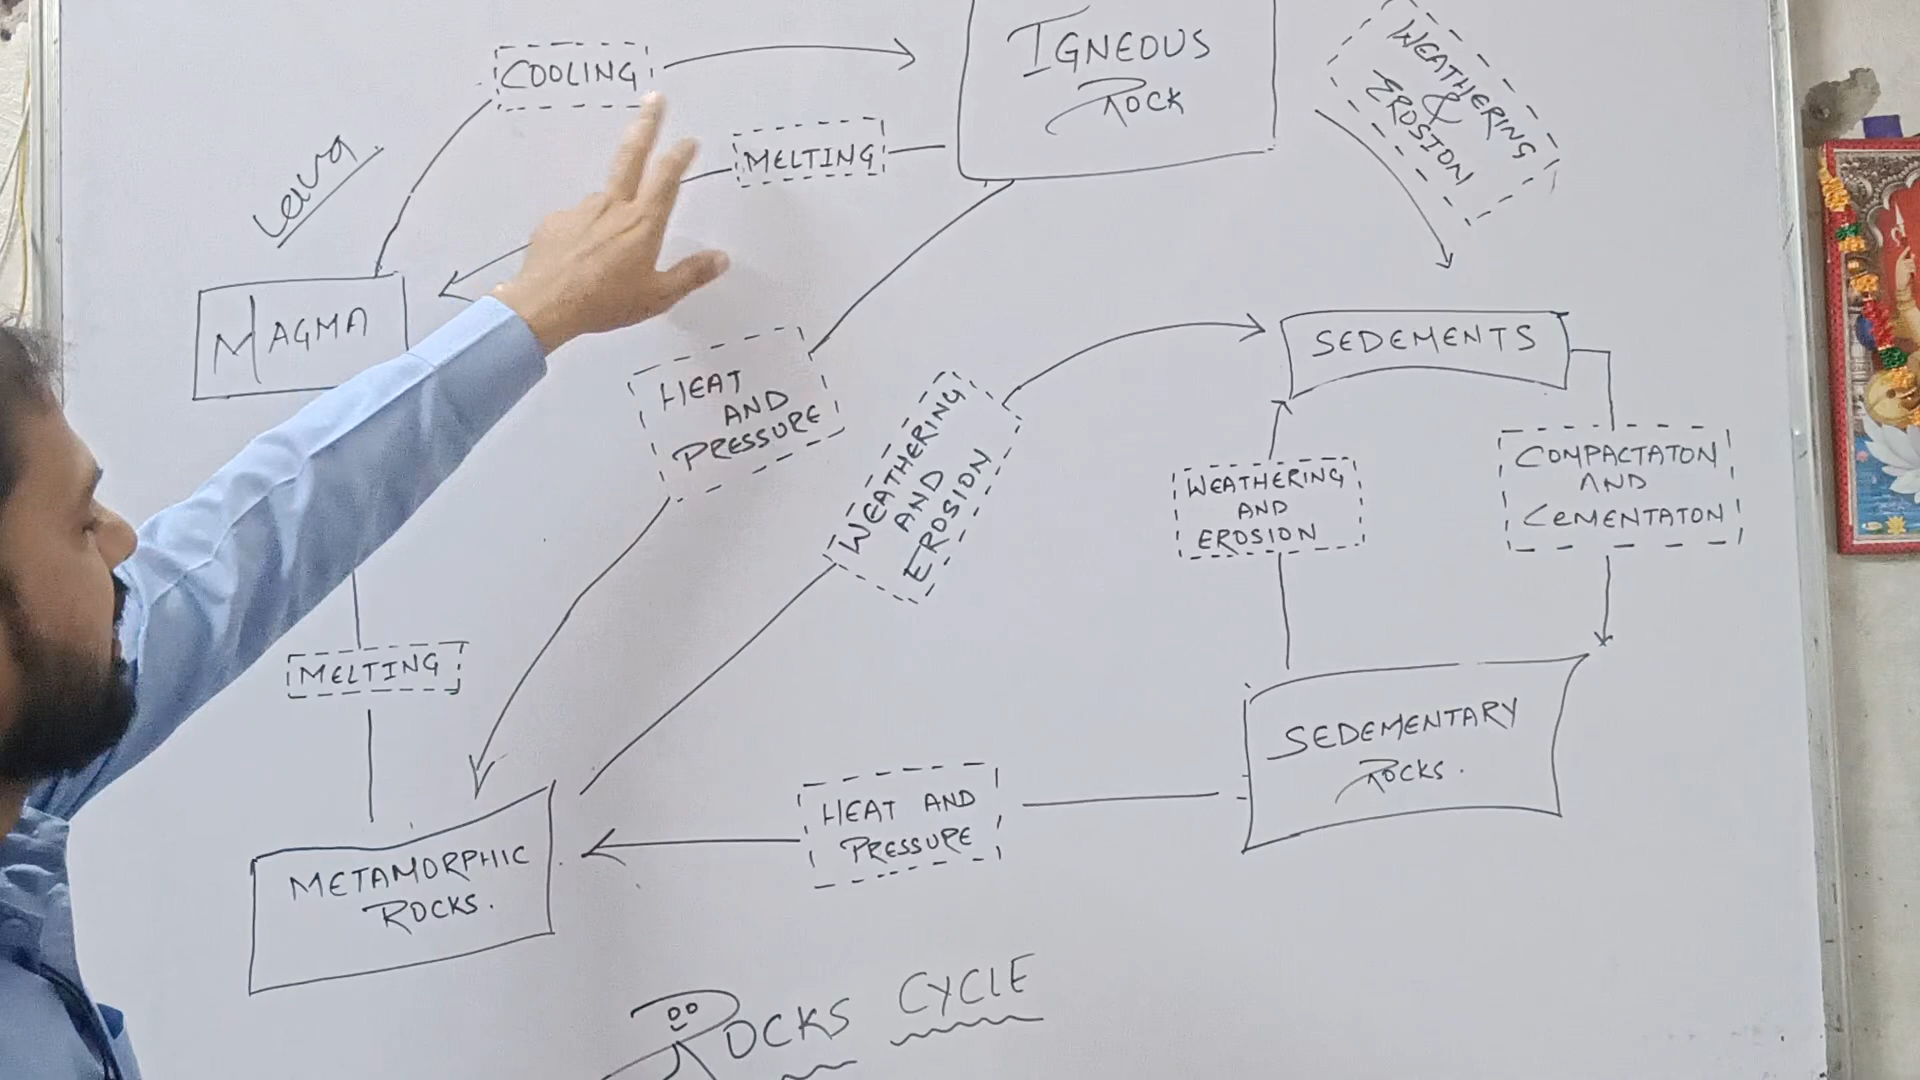 COOLING
IGNEOUS
ROCK
WEATHERING
&
EROSION
MELTING
Lava
MAGMA
SEDEMENTS
HEAT
AND
PRESSURE
WEATHERING
AND
EROSION
WEATHERING
AND
EROSION
COMPACTATON
AND
CEMENTATON
MELTING
SEDEMENTARY
ROCKS.
HEAT AND
PRESSURE
METAMORPHIC
ROCKS.
ROCKS CYCLE